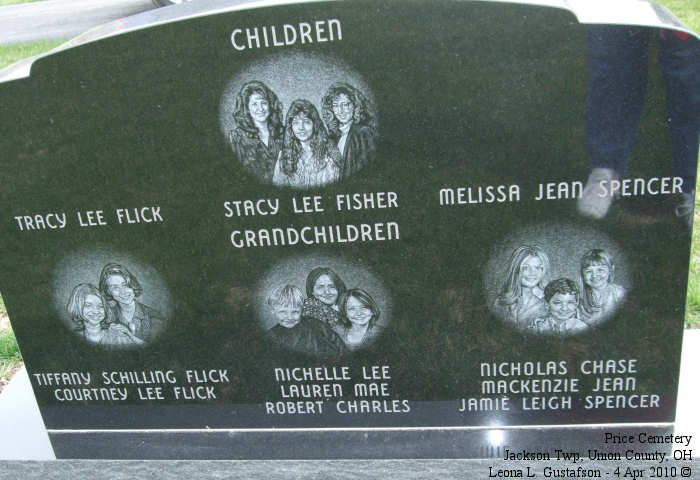 CHILDREN
TRACY LEE FLICK STACY LEE FISHER MELISSA JEAN SPENCER
GRANDCHILDREN
TIFFANY SCHILLING FLICK
COURTNEY LEE FLICK
NICHELLE LEE
LAUREN MAE
ROBERT CHARLES
NICHOLAS CHASE
MACKENZIE JEAN
JAMIE LEIGH SPENCER
Price Cemetery
Jackson Twp, Union County, OH
Leona L. Gustafson - 4 Apr 2010 ©